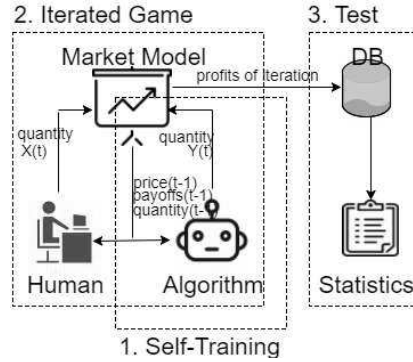 2. Iterated Game
3. Test
Market Model
DB
profits of Iteration
quantity
X(t)
quantity
Y(t)
price(t-1)
payoffs(t-1)
quantity(t-
Human
Algorithm
Statistics
1. Self-Training